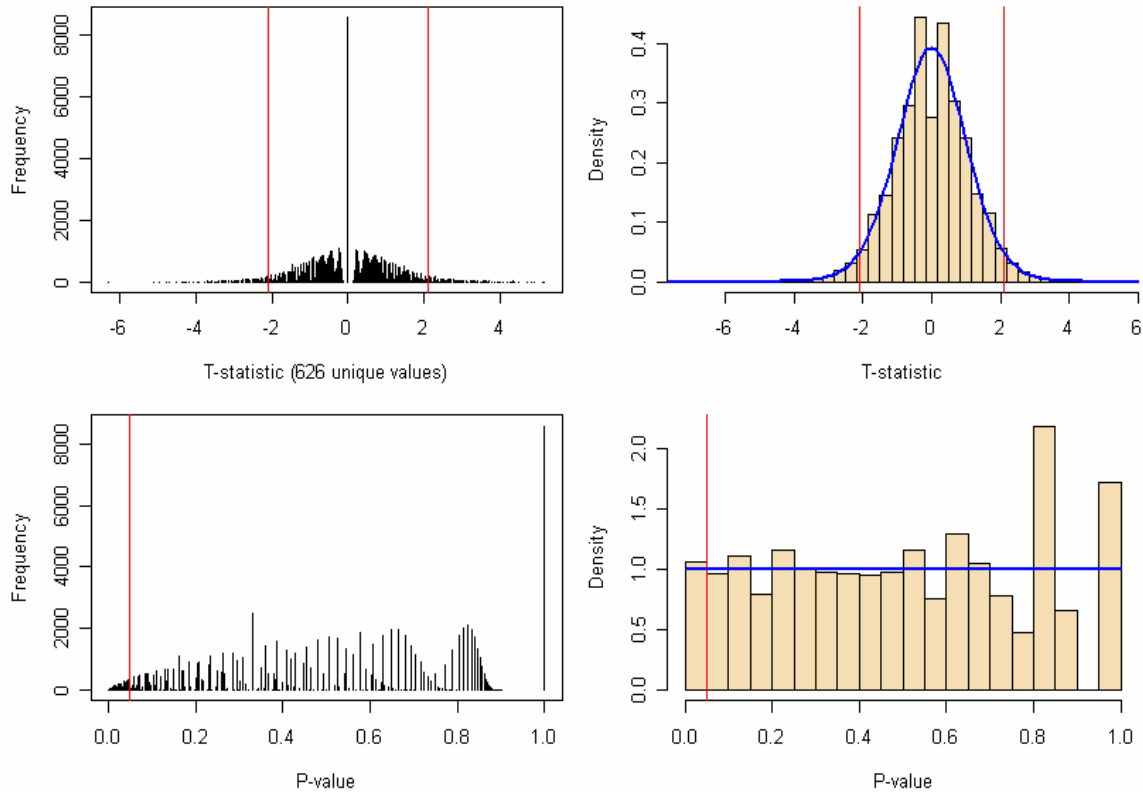 Frequency
0 2000 4000 6000 8000
-6 -4 -2 0 2 4
T-statistic (626 unique values)
Density
0.0 0.1 0.2 0.3 0.4
-6 -4 -2 0 2 4 6
T-statistic
Frequency
0 2000 4000 6000 8000
0.0 0.2 0.4 0.6 0.8 1.0
P-value
Density
0.0 0.5 1.0 1.5 2.0
0.0 0.2 0.4 0.6 0.8 1.0
P-value